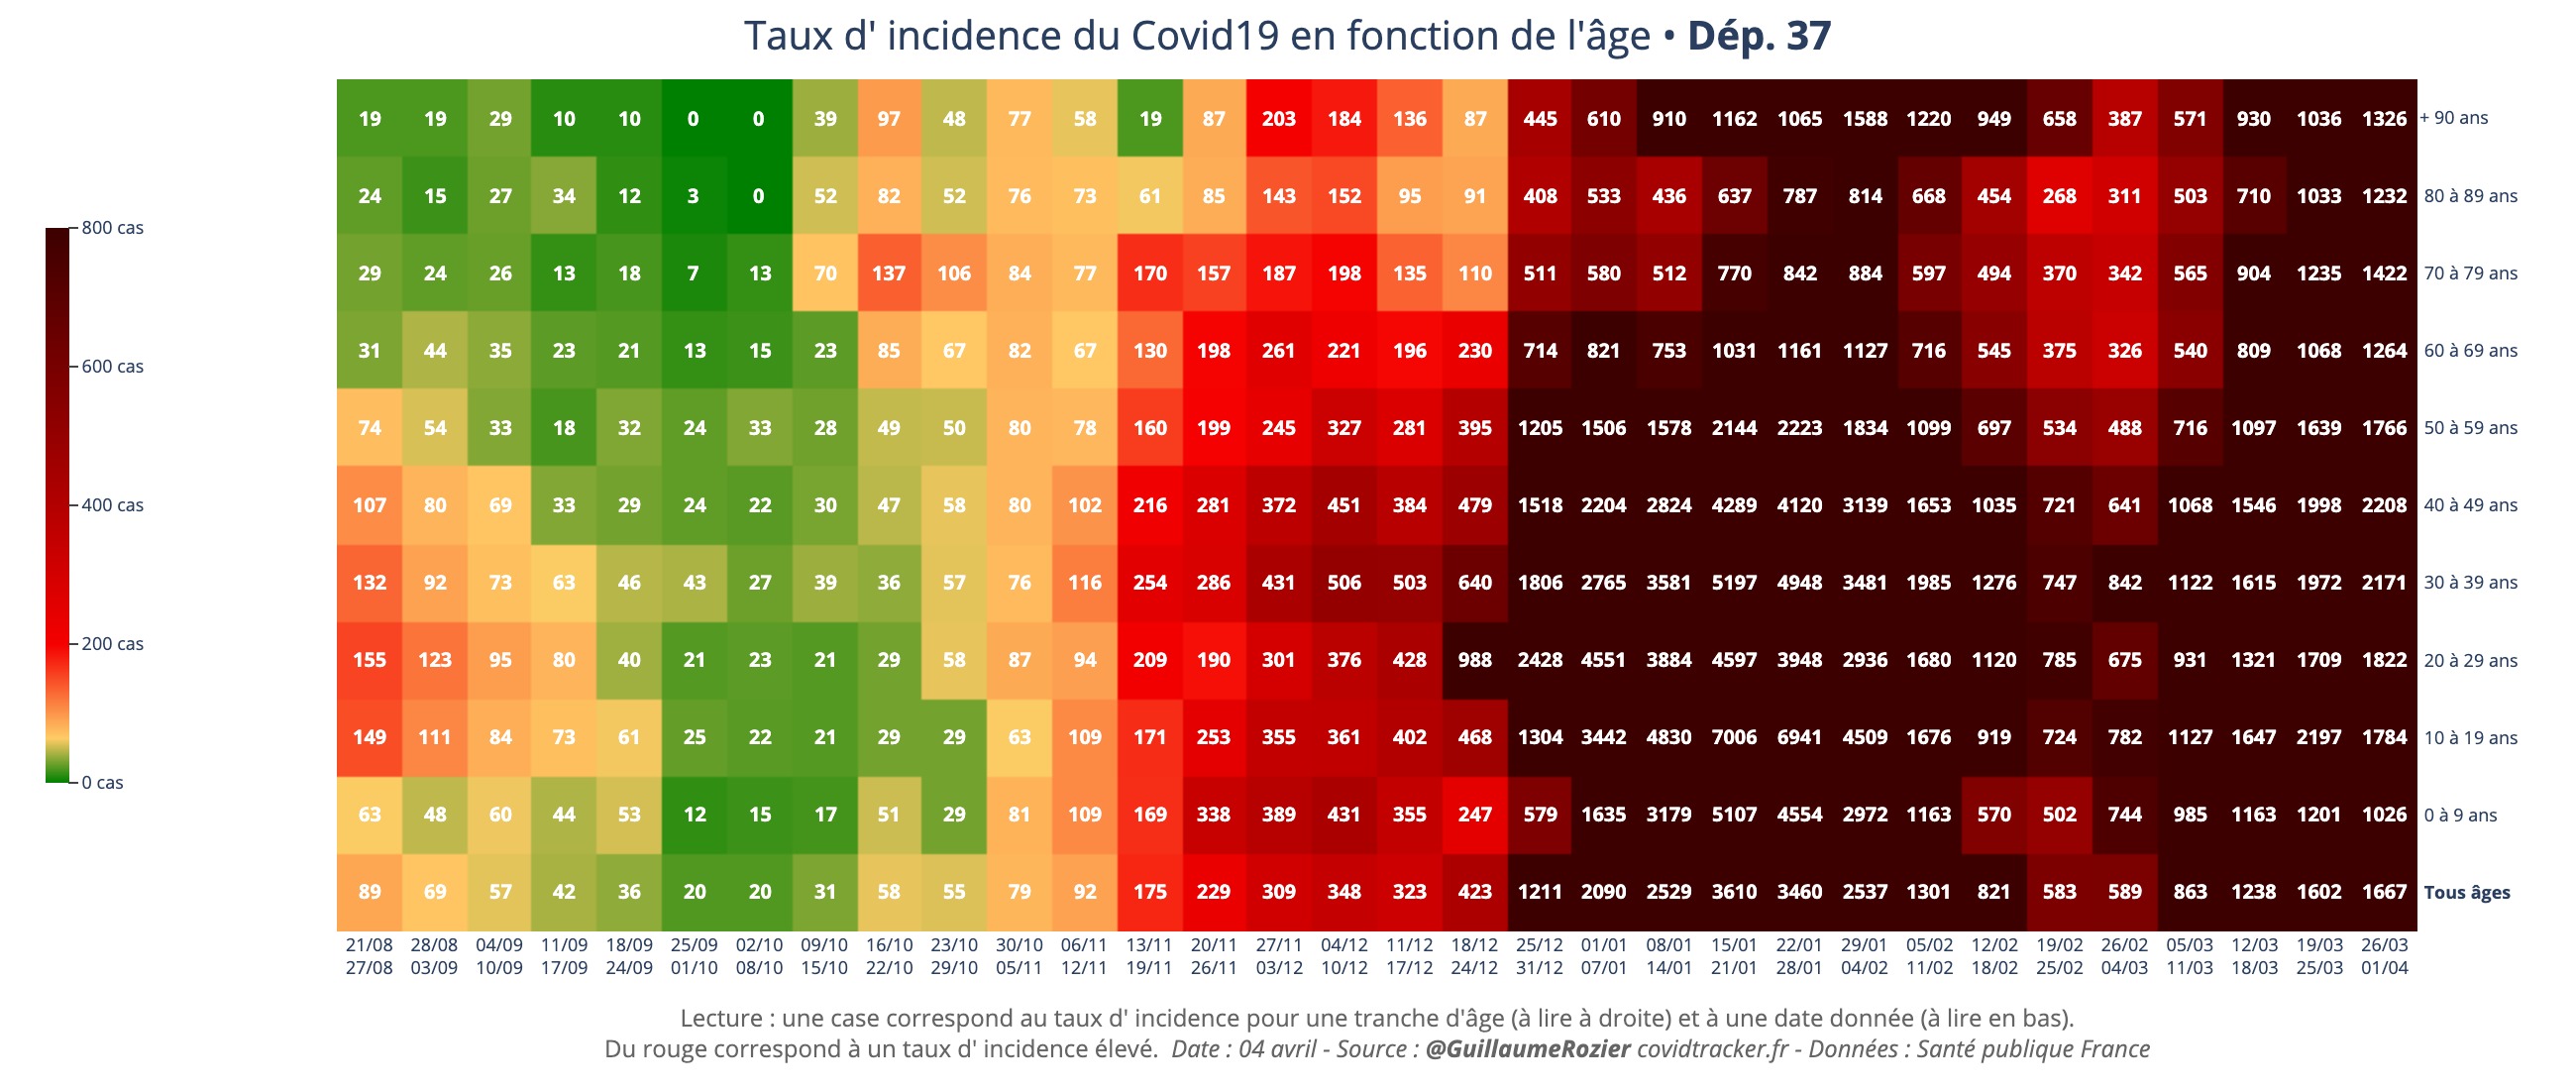 Taux d' incidence du Covid19 en fonction de l'âge • Dép. 37
19 19 29 10 10 0 0 39 97 48 77 58 19 87 203 184 136 87 445 610 910 1162 1065 1588 1220 949 658 387 571 930 1036 1326 + 90 ans
24 15 27 34 12 3 0 52 82 52 76 73 61 85 143 152 95 91 408 533 436 637 787 814 668 454 268 311 503 710 1033 1232 80 à 89 ans
800 cas
29 24 26 13 18 7 13 70 137 106 84 77 170 157 187 198 135 110 511 580 512 770 842 884 597 494 370 342 565 904 1235 1422 70 à 79 ans
31 44 35 23 21 13 15 23 85 67 82 67 130 198 261 221 196 230 714 821 753 1031 1161 1127 716 545 375 326 540 809 1068 1264 60 à 69 ans
600 cas
74 54 33 18 32 24 33 28 49 50 80 78 160 199 245 327 281 395 1205 1506 1578 2144 2223 1834 1099 697 534 488 716 1097 1639 1766 50 à 59 ans
400 cas
107 80 69 33 29 24 22 30 47 58 80 102 216 281 372 451 384 479 1518 2204 2824 4289 4120 3139 1653 1035 721 641 1068 1546 1998 2208 40 à 49 ans
132 92 73 63 46 43 27 39 36 57 76 116 254 286 431 506 503 640 1806 2765 3581 5197 4948 3481 1985 1276 747 842 1122 1615 1972 2171 30 à 39 ans
200 cas
155 123 95 80 40 21 23 21 29 58 87 94 209 190 301 376 428 988 2428 4551 3884 4597 3948 2936 1680 1120 785 675 931 1321 1709 1822 20 à 29 ans
149 111 84 73 61 25 22 21 29 29 63 109 171 253 355 361 402 468 1304 3442 4830 7006 6941 4509 1676 919 724 782 1127 1647 2197 1784 10 à 19 ans
0 cas
63 48 60 44 53 12 15 17 51 29 81 109 169 338 389 431 355 247 579 1635 3179 5107 4554 2972 1163 570 502 744 985 1163 1201 1026 0 à 9 ans
89 69 57 42 36 20 20 31 58 55 79 92 175 229 309 348 323 423 1211 2090 2529 3610 3460 2537 1301 821 583 589 863 1238 1602 1667 Tous âges
21/08 28/08 04/09 11/09 18/09 25/09 02/10 09/10 16/10 23/10 30/10 06/11 13/11 20/11 27/11 04/12 11/12 18/12 25/12 01/01 08/01 15/01 22/01 29/01 05/02 12/02 19/02 26/02 05/03 12/03 19/03 26/03
27/08 03/09 10/09 17/09 24/09 01/10 08/10 15/10 22/10 29/10 05/11 12/11 19/11 26/11 03/12 10/12 17/12 24/12 31/12 07/01 14/01 21/01 28/01 04/02 11/02 18/02 25/02 04/03 11/03 18/03 25/03 01/04
Lecture : une case correspond au taux d' incidence pour une tranche d'âge (à lire à droite) et à une date donnée (à lire en bas).
Du rouge correspond à un taux d' incidence élevé. Date : 04 avril - Source : @GuillaumeRozier covidtracker.fr - Données : Santé publique France